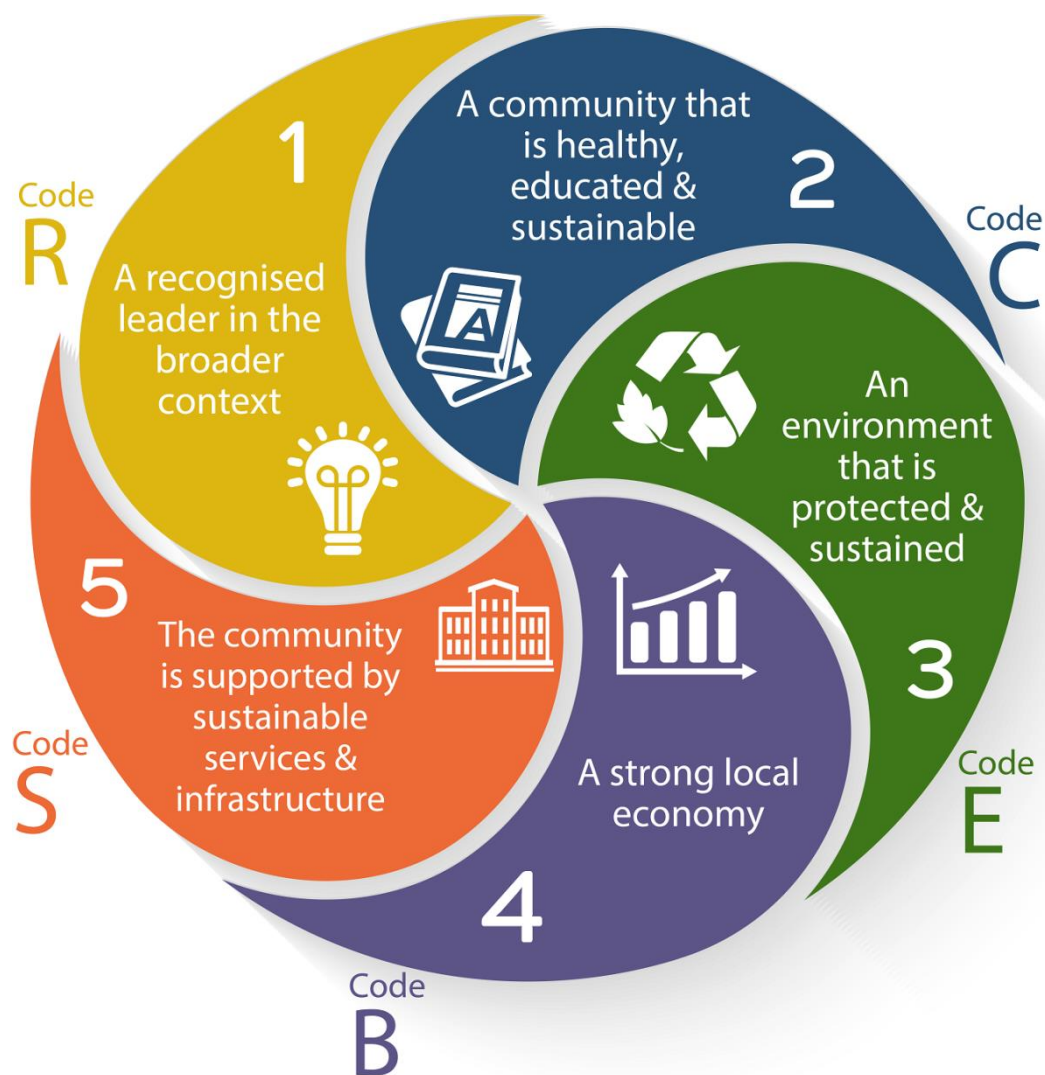 1
Code
R
A recognised
leader in the
broader
context
2
A community that
is healthy,
educated &
sustainable
A
Code
C
An
environment
that is
protected &
sustained
3
Code
E
A strong local
economy
4
Code
B
5
The community
is supported by
sustainable
services &
infrastructure
Code
S